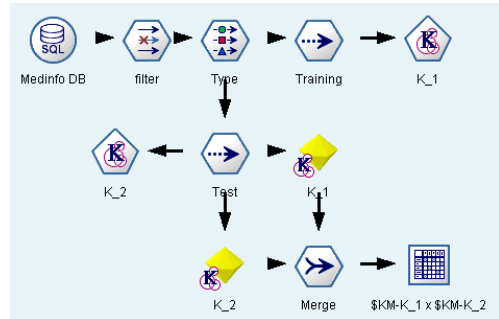 SQL
Medinfo DB
filter
Type
Training
K
K_1
K
K_2
Test
K
K_1
K
K_2
Merge
$KM-K_1 x $KM-K_2